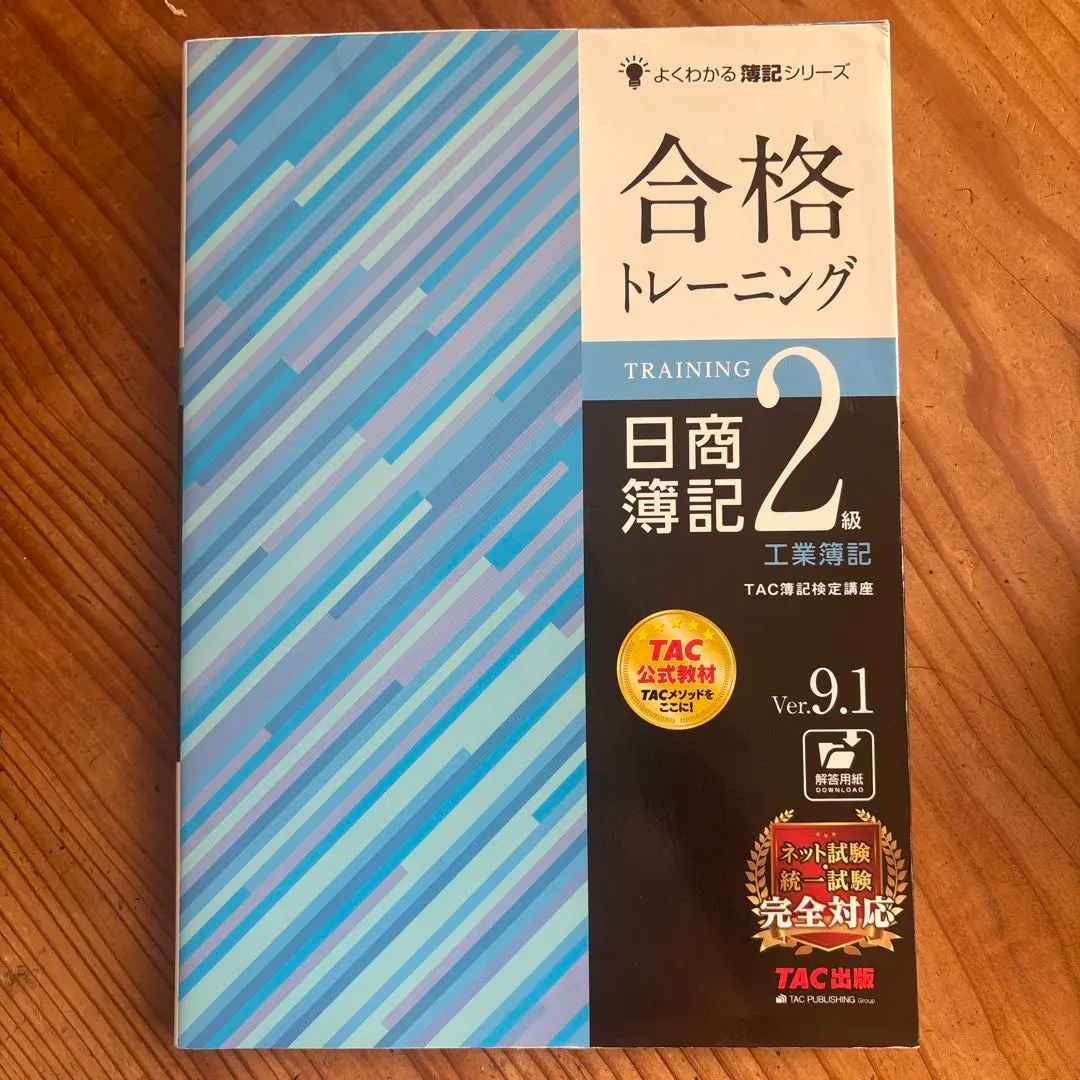 よくわかる簿記シリーズ
合格
トレーニング
TRAINING
日商
簿記
2級
工業簿記
TAC簿記検定講座
TAC
公式教材
TACメソッドを
ここに!
Ver.9.1
解答用紙
DOWNLOAD
ネット試験
統一試験
完全対応
TAC出版
TAC PUBLISHING Group